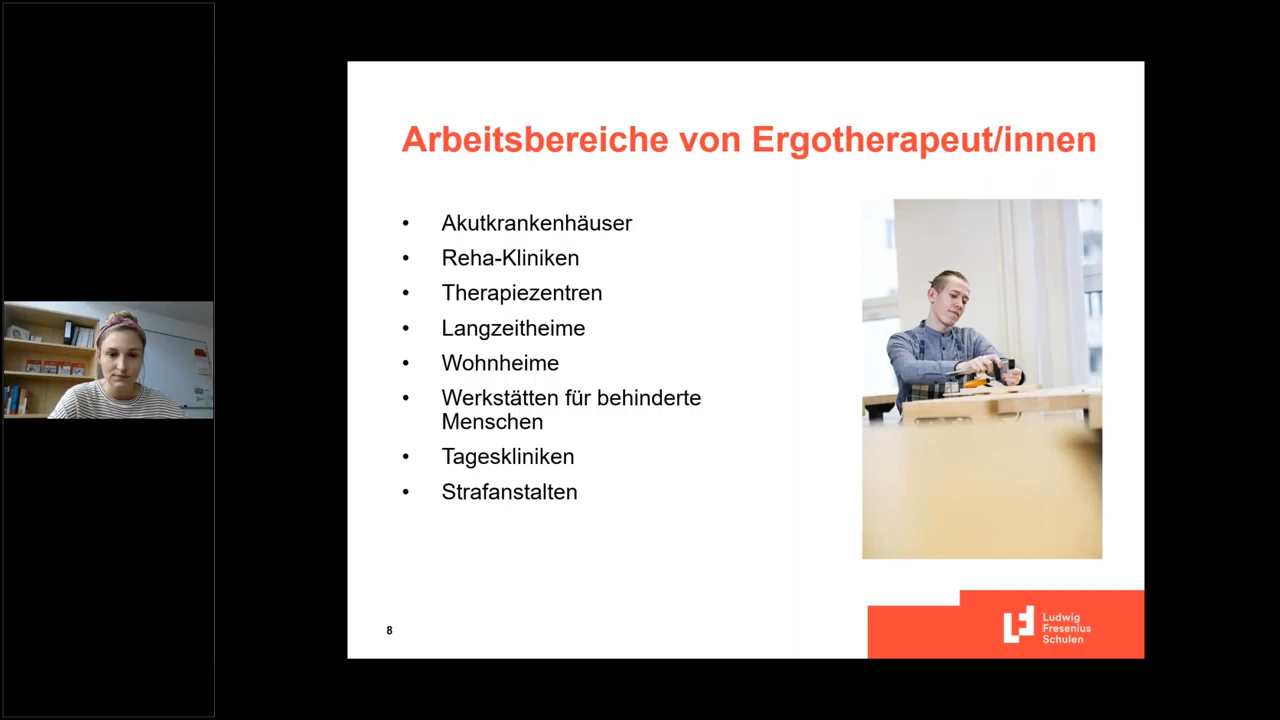 Arbeitsbereiche von Ergotherapeut/innen
• Akutkrankenhäuser
• Reha-Kliniken
• Therapiezentren
• Langzeitheime
• Wohnheime
• Werkstätten für behinderte
Menschen
• Tageskliniken
• Strafanstalten
8
Ludwig
Fresenius
Schulen